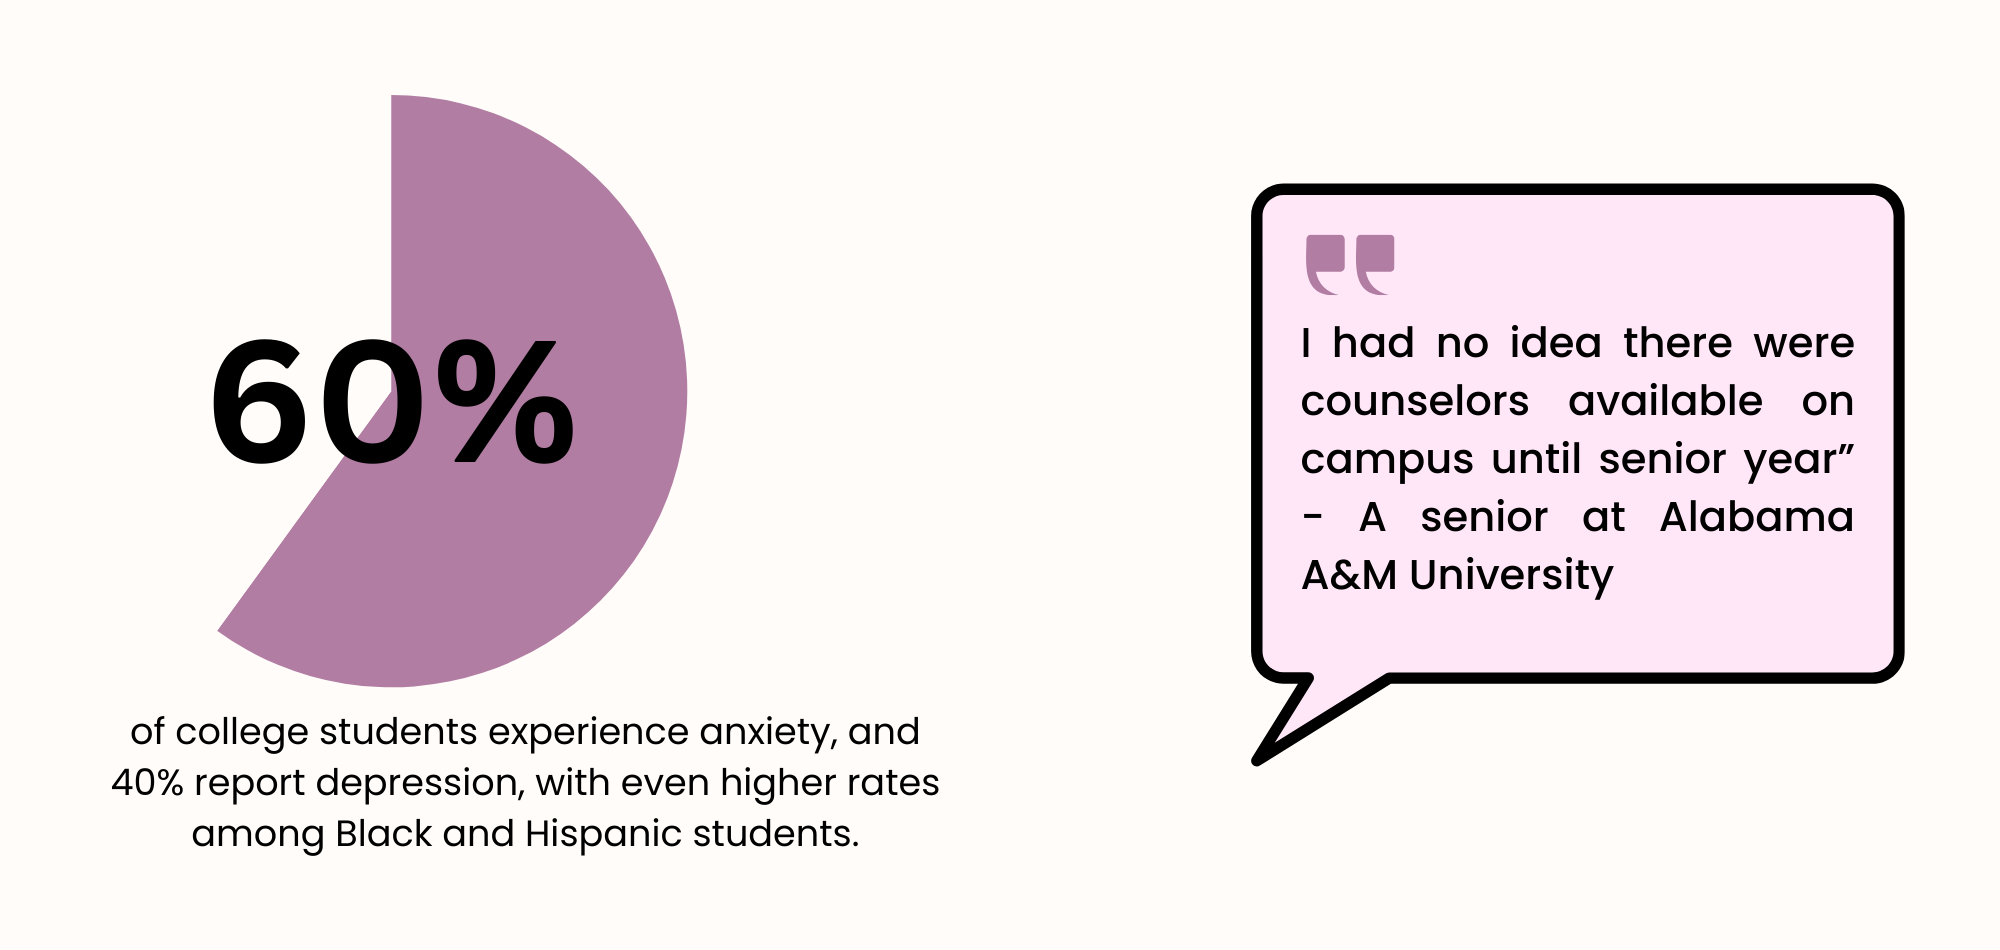 60%
of college students experience anxiety, and
40% report depression, with even higher rates
among Black and Hispanic students.
❞
I had no idea there were
counselors available on
campus until senior year”
- A senior at Alabama
A&M University